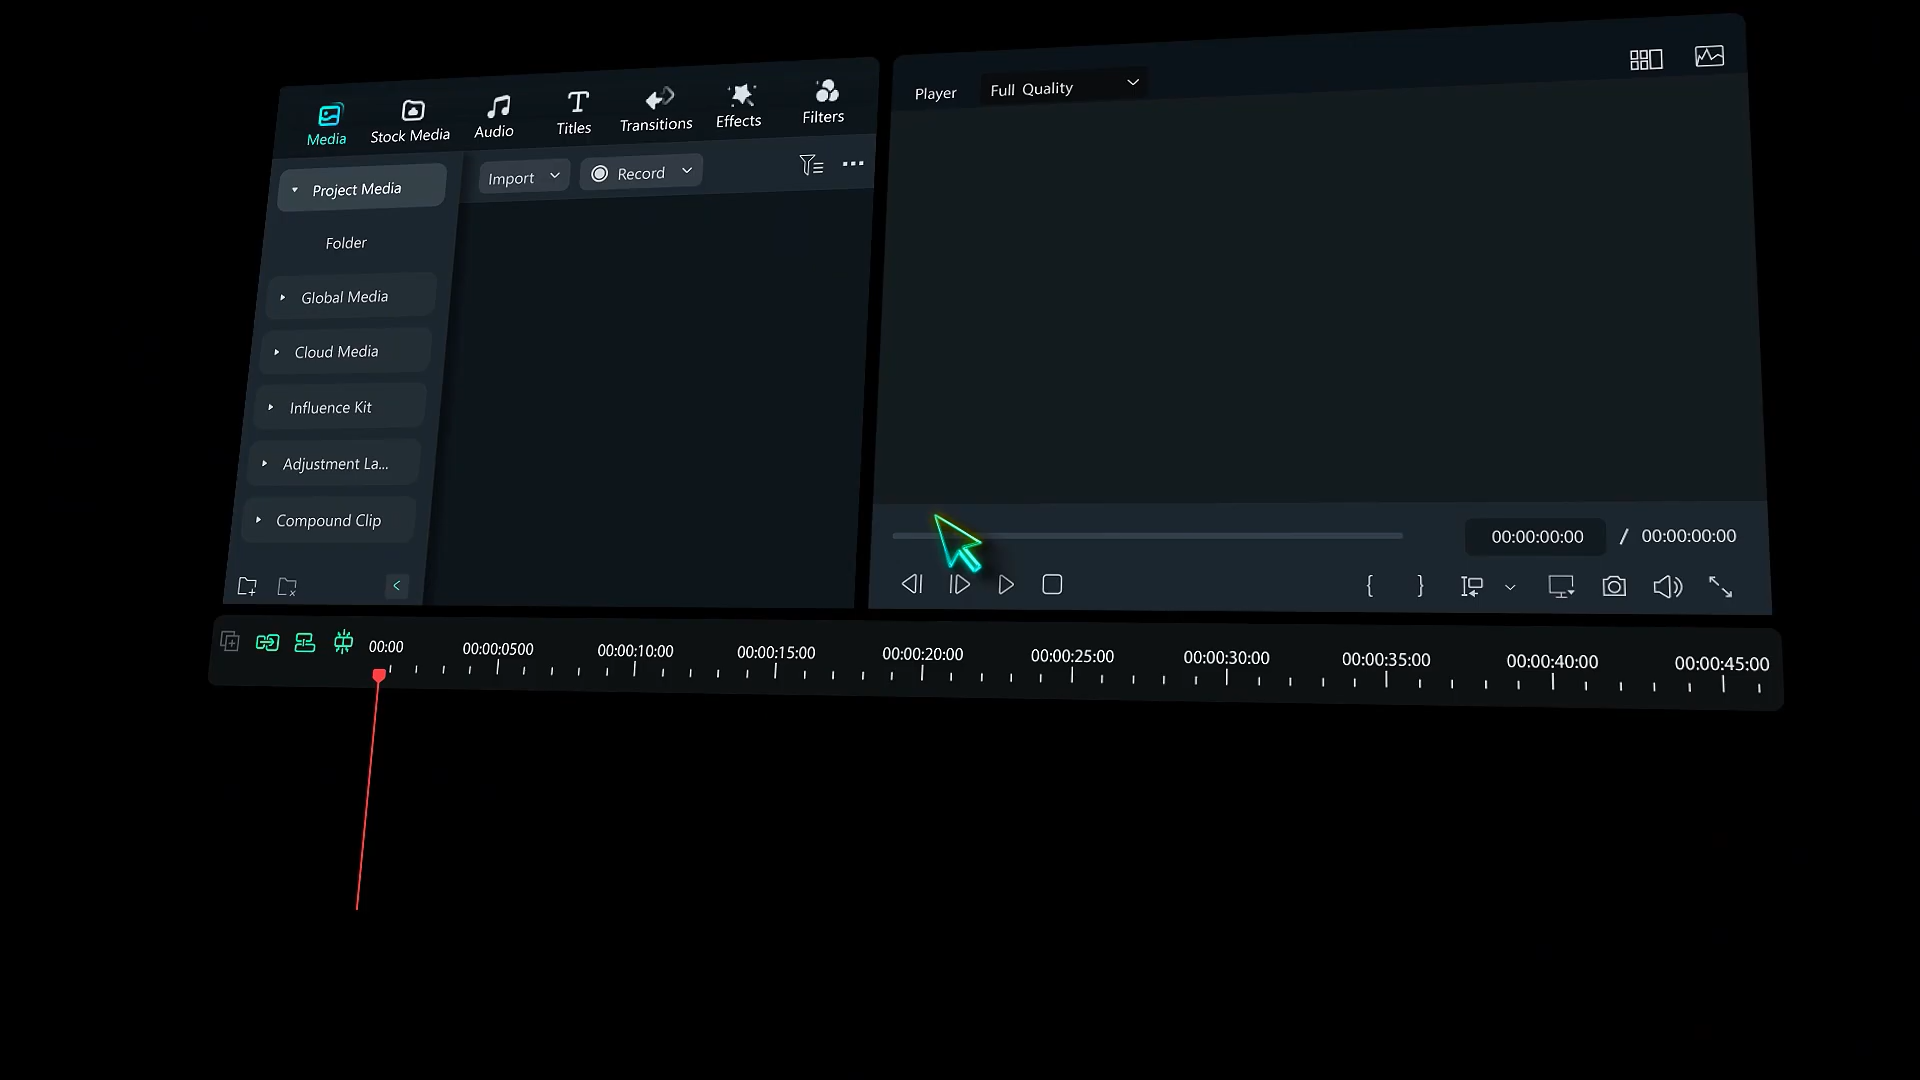 Media
Stock Media
Audio
Titles
Transitions
Effects
Filters
Project Media
Folder
Global Media
Cloud Media
Influence Kit
Adjustment La...
Compound Clip
Import
Record
Player
Full Quality
00:00:00:00 / 00:00:00:00
00:00
00:00:0500
00:00:10:00
00:00:15:00
00:00:20:00
00:00:25:00
00:00:30:00
00:00:35:00
00:00:40:00
00:00:45:00